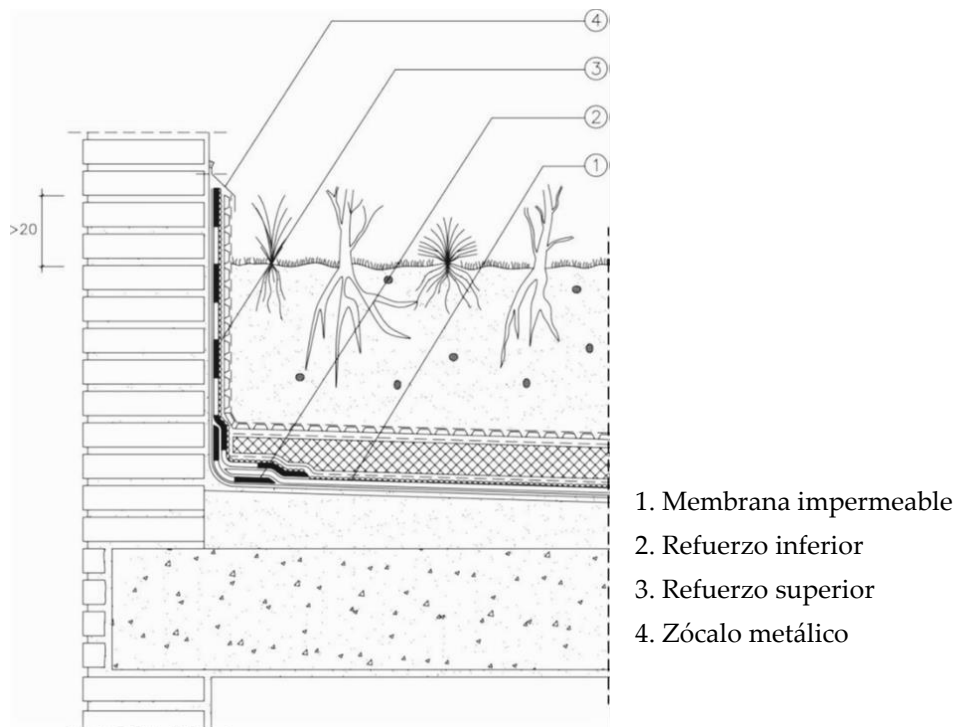 4
3
2
1
>20
1. Membrana impermeable
2. Refuerzo inferior
3. Refuerzo superior
4. Zócalo metálico